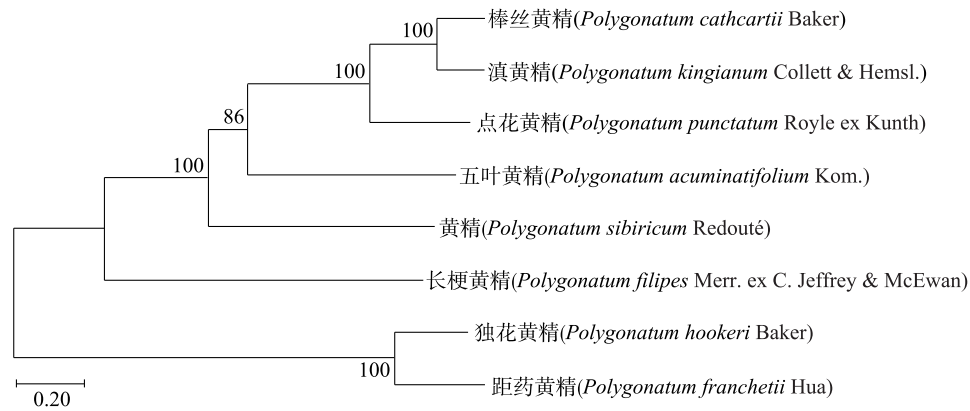 棒丝黄精(Polygonatum cathcartii Baker)
100
滇黄精(Polygonatum kingianum Collett & Hemsl.)
100
点花黄精(Polygonatum punctatum Royle ex Kunth)
86
五叶黄精(Polygonatum acuminatifolium Kom.)
100
黄精(Polygonatum sibiricum Redouté)
长梗黄精(Polygonatum filipes Merr. ex C. Jeffrey & McEwan)
独花黄精(Polygonatum hookeri Baker)
100
距药黄精(Polygonatum franchetii Hua)
0.20